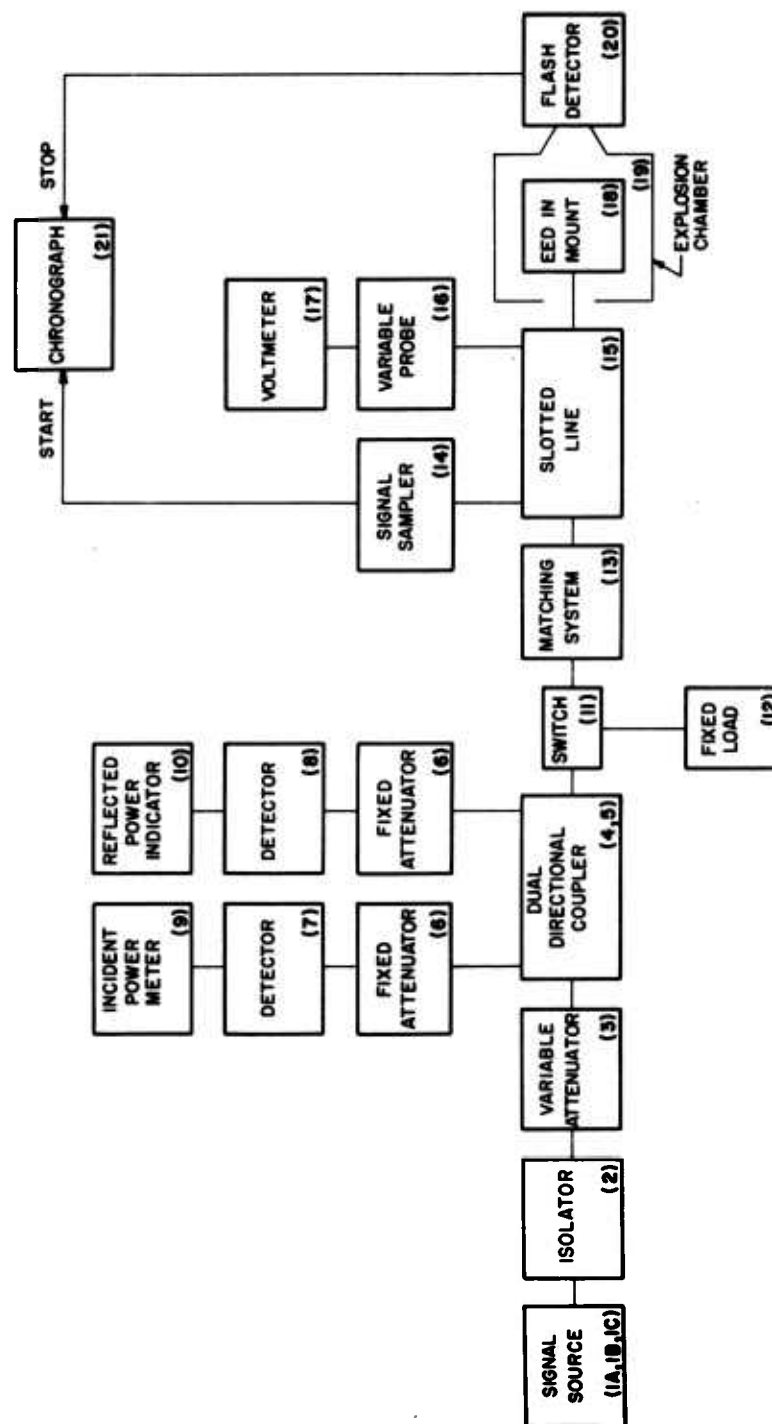 SIGNAL
SOURCE
(1A,1B,1C)
ISOLATOR
(2)
VARIABLE
ATTENUATOR
(3)
INCIDENT
POWER
METER
(9)
DETECTOR
(7)
FIXED
ATTENUATOR
(6)
REFLECTED
POWER
INDICATOR
(10)
DETECTOR
(8)
FIXED
ATTENUATOR
(6)
DUAL
DIRECTIONAL
COUPLER
(4,5)
SWITCH
(11)
FIXED
LOAD
(12)
MATCHING
SYSTEM
(13)
SIGNAL
SAMPLER
(14)
VOLTMETER
(17)
VARIABLE
PROBE
(16)
SLOTTED
LINE
(15)
START
CHRONOGRAPH
(21)
STOP
EED IN
MOUNT
(18)
(19)
EXPLOSION
CHAMBER
FLASH
DETECTOR
(20)